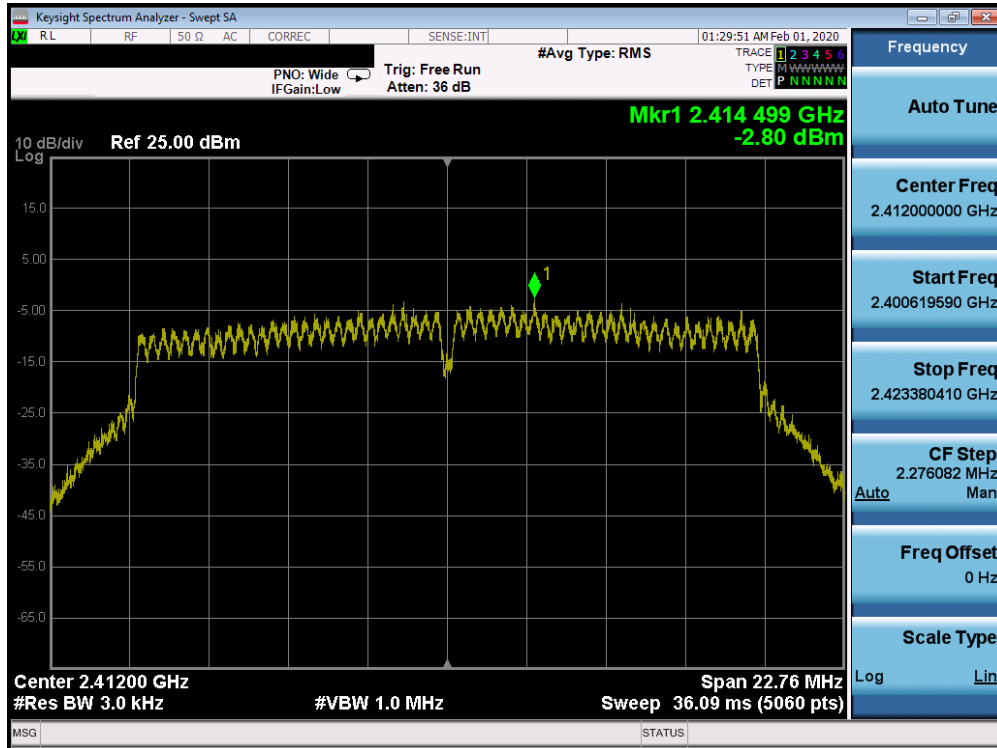 Keysight Spectrum Analyzer - Swept SA
LXI RL RF 50 Ω AC CORREC SENSE:INT 01:29:51 AM Feb 01, 2020
#Avg Type: RMS
TRACE 1 2 3 4 5 6
TYPE M W W W W W
DET P N N N N N
PNO: Wide
IFGain:Low
Trig: Free Run
Atten: 36 dB
Mkr1 2.414 499 GHz
-2.80 dBm
10 dB/div
Log
Ref 25.00 dBm
15.0
5.00
-5.00
-15.0
-25.0
-35.0
-45.0
-55.0
-65.0
1
Center 2.41200 GHz
#Res BW 3.0 kHz
#VBW 1.0 MHz
Span 22.76 MHz
Sweep 36.09 ms (5060 pts)
MSG
STATUS
Frequency
Auto Tune
Center Freq
2.412000000 GHz
Start Freq
2.400619590 GHz
Stop Freq
2.423380410 GHz
CF Step
2.276082 MHz
Auto Man
Freq Offset
0 Hz
Scale Type
Log Lin